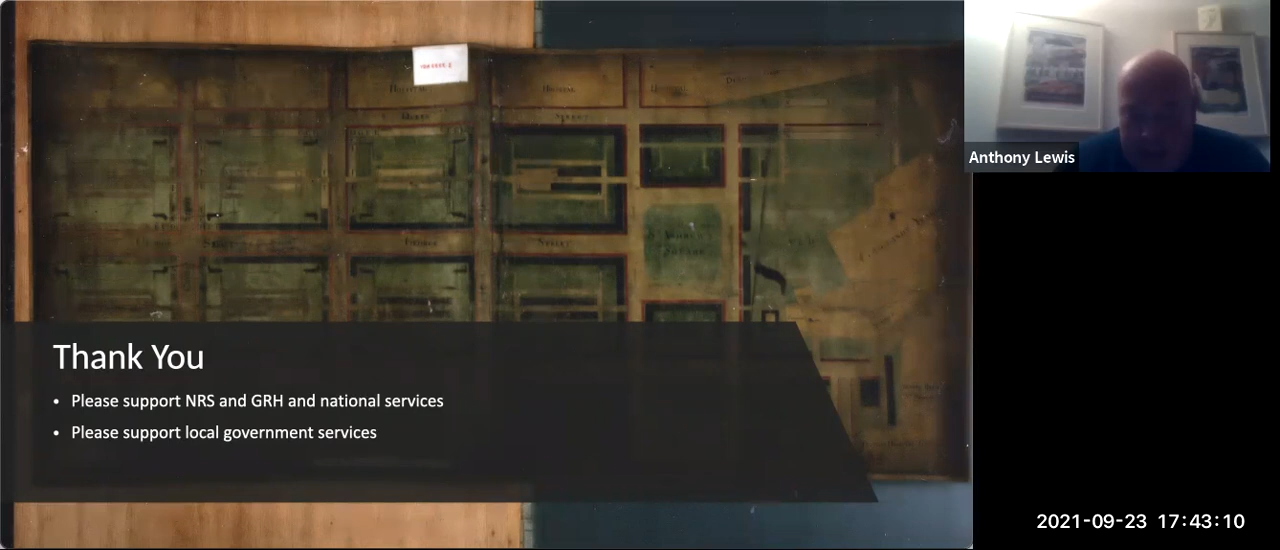 Thank You
• Please support NRS and GRH and national services
• Please support local government services
Anthony Lewis
2021-09-23 17:43:10